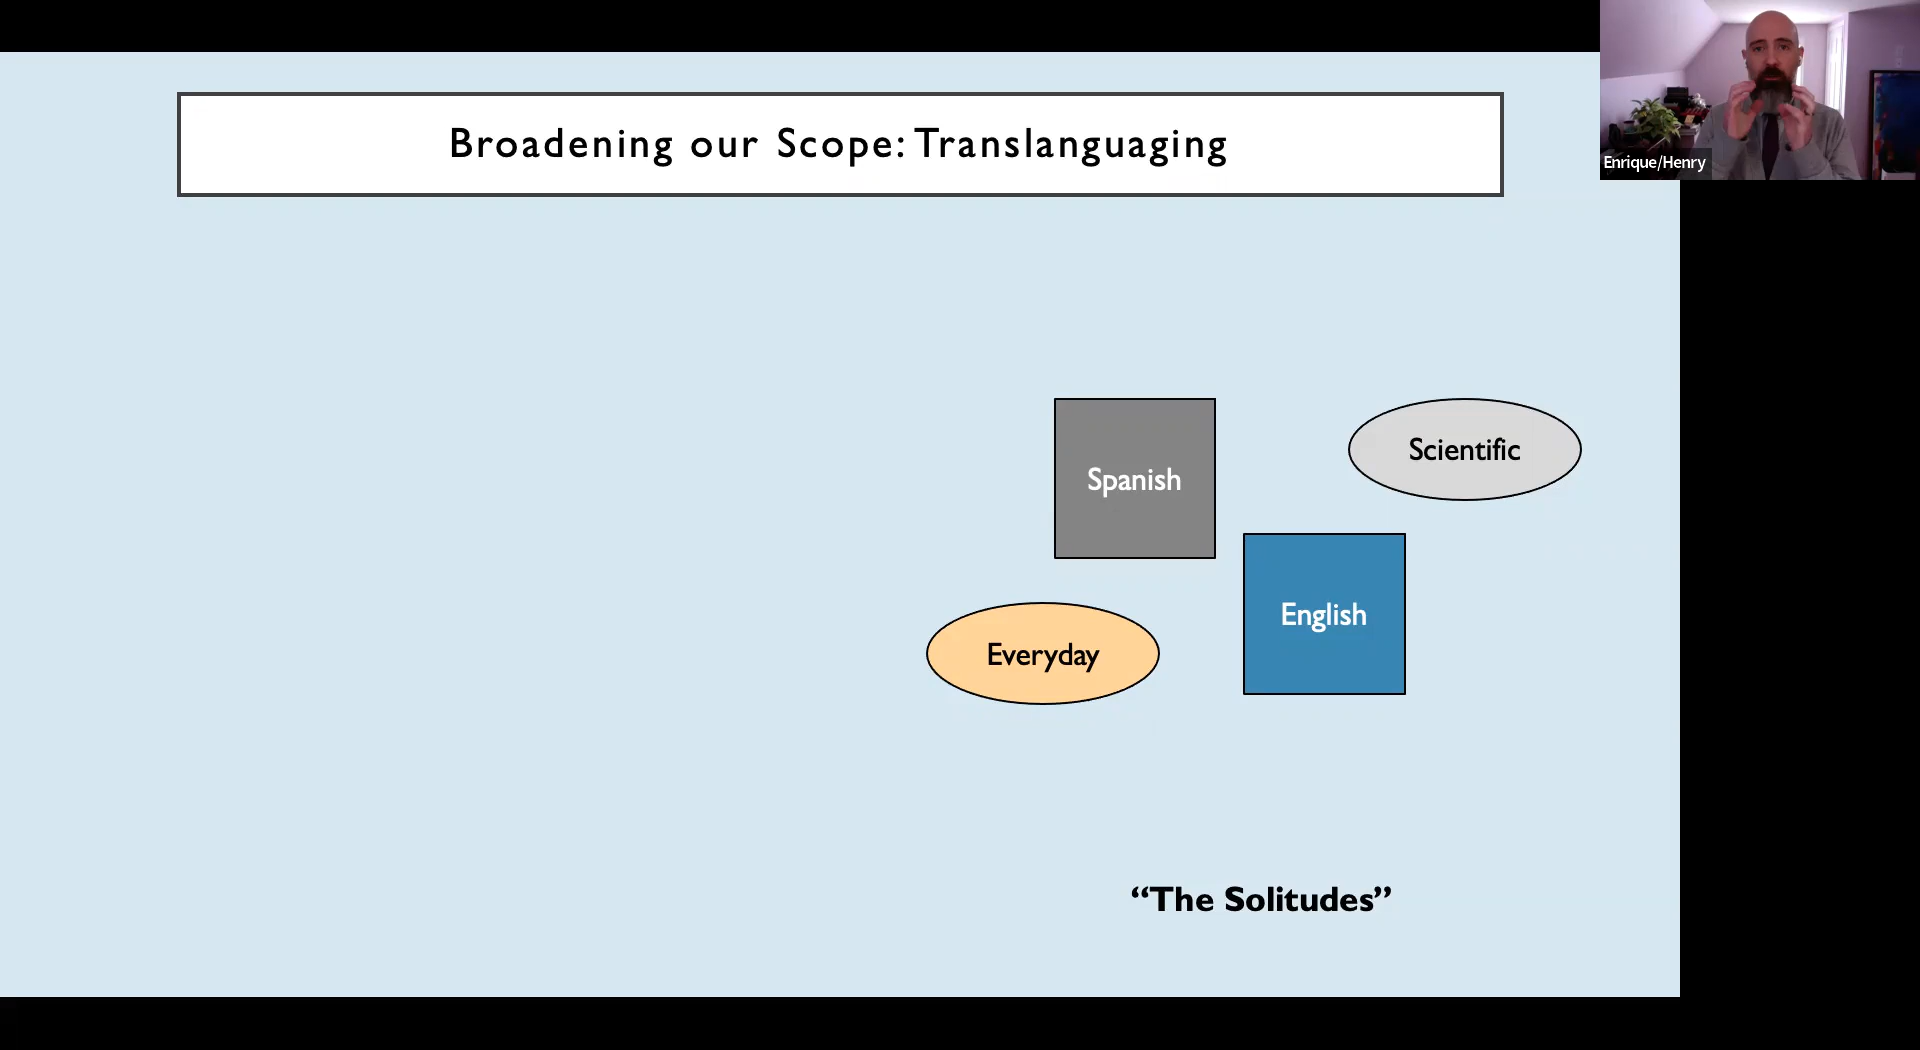 Broadening our Scope: Translanguaging
Enrique/Henry
Spanish
Scientific
English
Everyday
“The Solitudes”